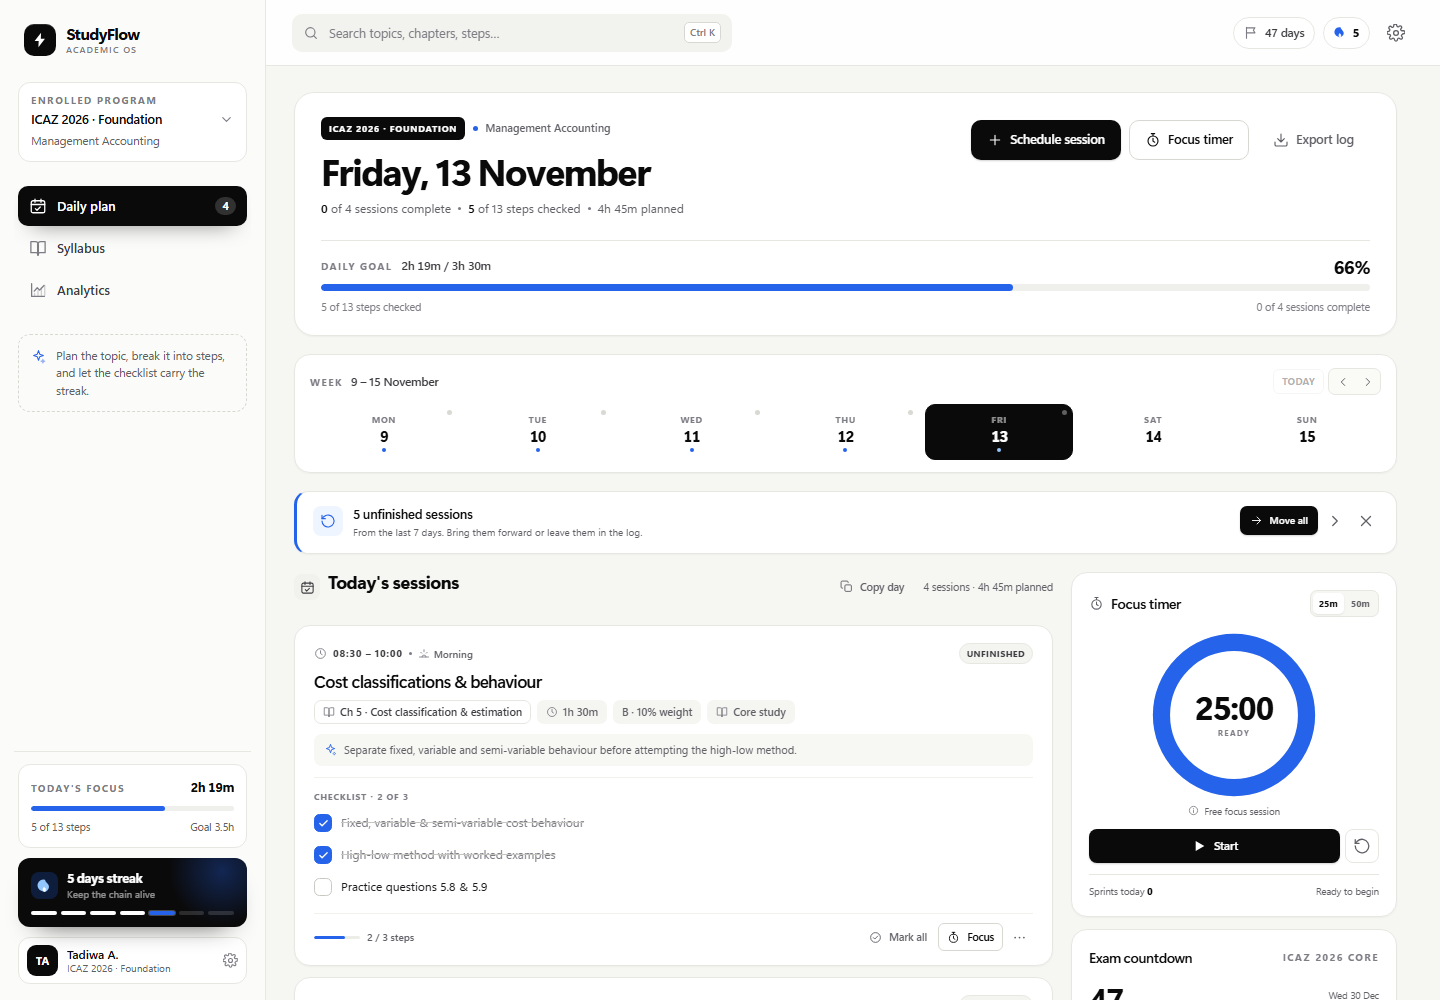 StudyFlow
ACADEMIC OS
Search topics, chapters, steps...
Ctrl K
47 days
5
ENROLLED PROGRAM
ICAZ 2026 · Foundation
Management Accounting
Daily plan
4
Syllabus
Analytics
Plan the topic, break it into steps,
and let the checklist carry the
streak.
TODAY'S FOCUS
2h 19m
5 of 13 steps
Goal 3.5h
5 days streak
Keep the chain alive
TA
Tadiwa A.
ICAZ 2026 · Foundation
ICAZ 2026 · FOUNDATION
Management Accounting
Schedule session
Focus timer
Export log
Friday, 13 November
0 of 4 sessions complete • 5 of 13 steps checked • 4h 45m planned
DAILY GOAL 2h 19m / 3h 30m
66%
5 of 13 steps checked
0 of 4 sessions complete
WEEK 9 – 15 November
TODAY
MON
9
TUE
10
WED
11
THU
12
FRI
13
SAT
14
SUN
15
5 unfinished sessions
From the last 7 days. Bring them forward or leave them in the log.
Move all
Today's sessions
Copy day
4 sessions · 4h 45m planned
08:30 – 10:00 • Morning
UNFINISHED
Cost classifications & behaviour
Ch 5 · Cost classification & estimation
1h 30m
B · 10% weight
Core study
Separate fixed, variable and semi-variable behaviour before attempting the high-low method.
CHECKLIST · 2 OF 3
Fixed, variable & semi-variable cost behaviour
High-low method with worked examples
Practice questions 5.8 & 5.9
2 / 3 steps
Mark all
Focus
Focus timer
25m
50m
25:00
READY
Free focus session
Start
Sprints today 0
Ready to begin
Exam countdown
ICAZ 2026 CORE
47
Wed 30 Dec